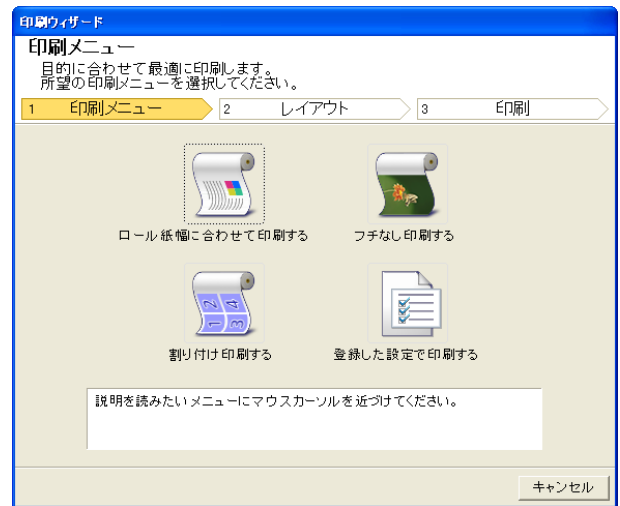 印刷ウィザード
印刷メニュー
目的に合わせて最適に印刷します。
所望の印刷メニューを選択してください。
1 印刷メニュー 2 レイアウト 3 印刷
ロール紙幅に合わせて印刷する フチなし印刷する
1 2 3 4
割り付け印刷する 登録した設定で印刷する
説明を読みたいメニューにマウスカーソルを近づけてください。
キャンセル